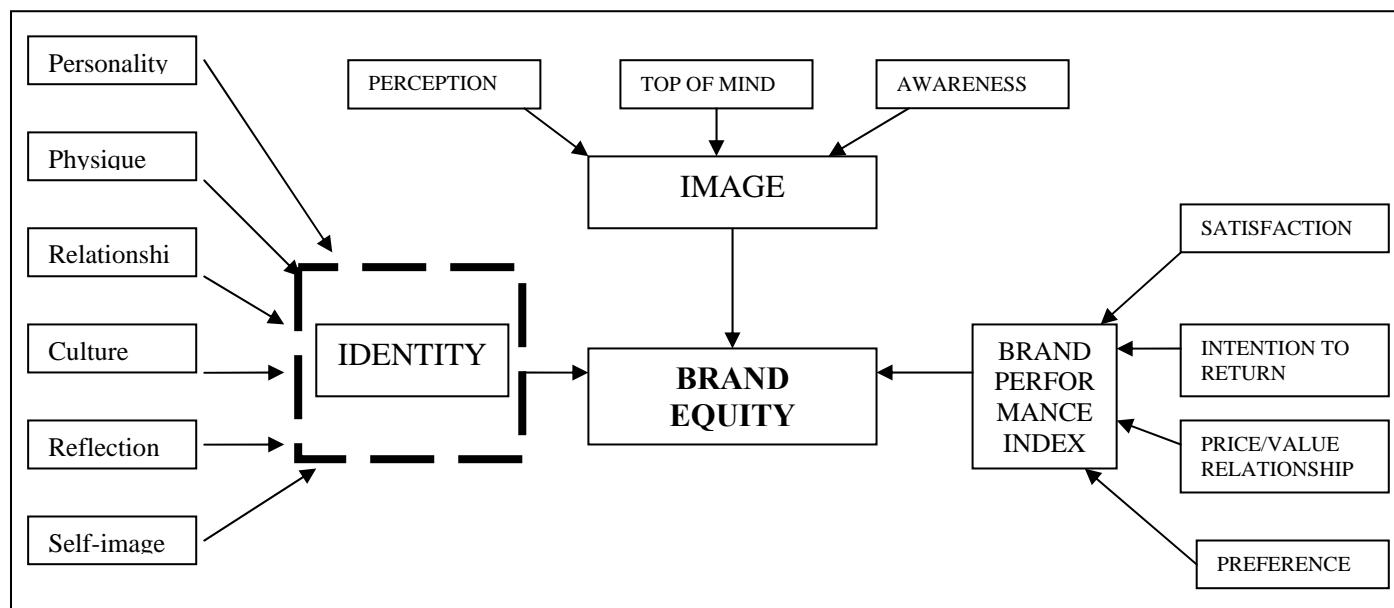 Personality
Physique
Relationshi
Culture
Reflection
Self-image
IDENTITY
PERCEPTION
TOP OF MIND
AWARENESS
IMAGE
BRAND
EQUITY
BRAND
PERFOR
MANCE
INDEX
SATISFACTION
INTENTION TO
RETURN
PRICE/VALUE
RELATIONSHIP
PREFERENCE